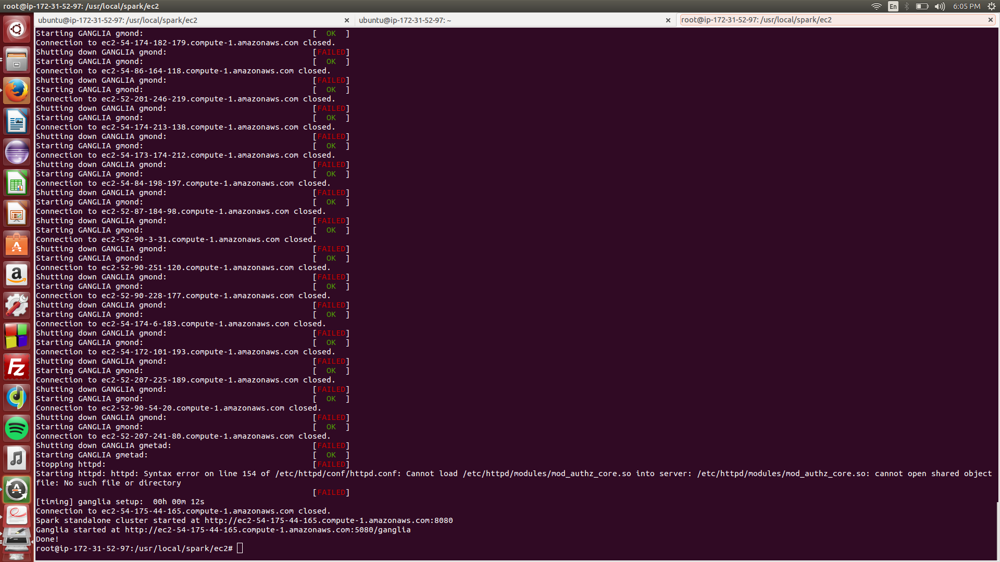 root@ip-172-31-52-97: /usr/local/spark/ec2
En
6:05 PM
ubuntu@ip-172-31-52-97: /usr/local/spark/ec2
ubuntu@ip-172-31-52-97: ~
root@ip-172-31-52-97: /usr/local/spark/ec2
Starting GANGLIA gmond: [ OK ]
Connection to ec2-54-174-182-179.compute-1.amazonaws.com closed.
Shutting down GANGLIA gmond: [FAILED]
Starting GANGLIA gmond: [ OK ]
Connection to ec2-54-86-164-118.compute-1.amazonaws.com closed.
Shutting down GANGLIA gmond: [FAILED]
Starting GANGLIA gmond: [ OK ]
Connection to ec2-52-201-246-219.compute-1.amazonaws.com closed.
Shutting down GANGLIA gmond: [FAILED]
Starting GANGLIA gmond: [ OK ]
Connection to ec2-54-174-213-138.compute-1.amazonaws.com closed.
Shutting down GANGLIA gmond: [FAILED]
Starting GANGLIA gmond: [ OK ]
Connection to ec2-54-173-174-212.compute-1.amazonaws.com closed.
Shutting down GANGLIA gmond: [FAILED]
Starting GANGLIA gmond: [ OK ]
Connection to ec2-54-84-198-197.compute-1.amazonaws.com closed.
Shutting down GANGLIA gmond: [FAILED]
Starting GANGLIA gmond: [ OK ]
Connection to ec2-52-87-184-98.compute-1.amazonaws.com closed.
Shutting down GANGLIA gmond: [FAILED]
Starting GANGLIA gmond: [ OK ]
Connection to ec2-52-90-3-31.compute-1.amazonaws.com closed.
Shutting down GANGLIA gmond: [FAILED]
Starting GANGLIA gmond: [ OK ]
Connection to ec2-52-90-251-120.compute-1.amazonaws.com closed.
Shutting down GANGLIA gmond: [FAILED]
Starting GANGLIA gmond: [ OK ]
Connection to ec2-52-90-228-177.compute-1.amazonaws.com closed.
Shutting down GANGLIA gmond: [FAILED]
Starting GANGLIA gmond: [ OK ]
Connection to ec2-54-174-6-183.compute-1.amazonaws.com closed.
Shutting down GANGLIA gmond: [FAILED]
Starting GANGLIA gmond: [ OK ]
Connection to ec2-54-172-101-193.compute-1.amazonaws.com closed.
Shutting down GANGLIA gmond: [FAILED]
Starting GANGLIA gmond: [ OK ]
Connection to ec2-52-207-225-189.compute-1.amazonaws.com closed.
Shutting down GANGLIA gmond: [FAILED]
Starting GANGLIA gmond: [ OK ]
Connection to ec2-52-90-54-20.compute-1.amazonaws.com closed.
Shutting down GANGLIA gmond: [FAILED]
Starting GANGLIA gmond: [ OK ]
Connection to ec2-52-207-241-80.compute-1.amazonaws.com closed.
Shutting down GANGLIA gmetad: [FAILED]
Starting GANGLIA gmetad: [ OK ]
Stopping httpd: [FAILED]
Starting httpd: httpd: Syntax error on line 154 of /etc/httpd/conf/httpd.conf: Cannot load /etc/httpd/modules/mod_authz_core.so into server: /etc/httpd/modules/mod_authz_core.so: cannot open shared object
file: No such file or directory
[FAILED]
[timing] ganglia setup:  00h 00m 12s
Connection to ec2-54-175-44-165.compute-1.amazonaws.com closed.
Spark standalone cluster started at http://ec2-54-175-44-165.compute-1.amazonaws.com:8080
Ganglia started at http://ec2-54-175-44-165.compute-1.amazonaws.com:5080/ganglia
Done!
root@ip-172-31-52-97:/usr/local/spark/ec2#